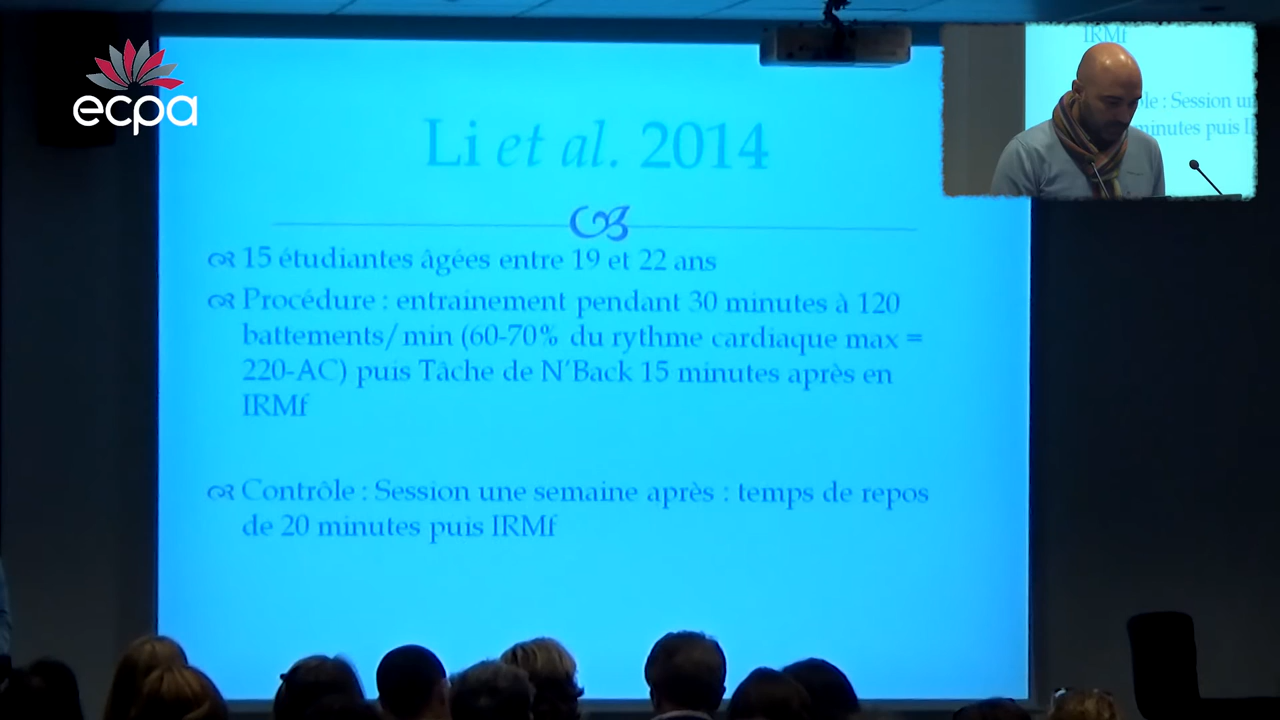 ecpa
Li et al. 2014
15 étudiantes âgées entre 19 et 22 ans
Procédure : entrainement pendant 30 minutes à 120
battements/min (60-70% du rythme cardiaque max =
220-AC) puis Tâche de N'Back 15 minutes après en
IRMf
Contrôle : Session une semaine après : temps de repos
de 20 minutes puis IRMf
IRMf
le : Session un
minutes puis I